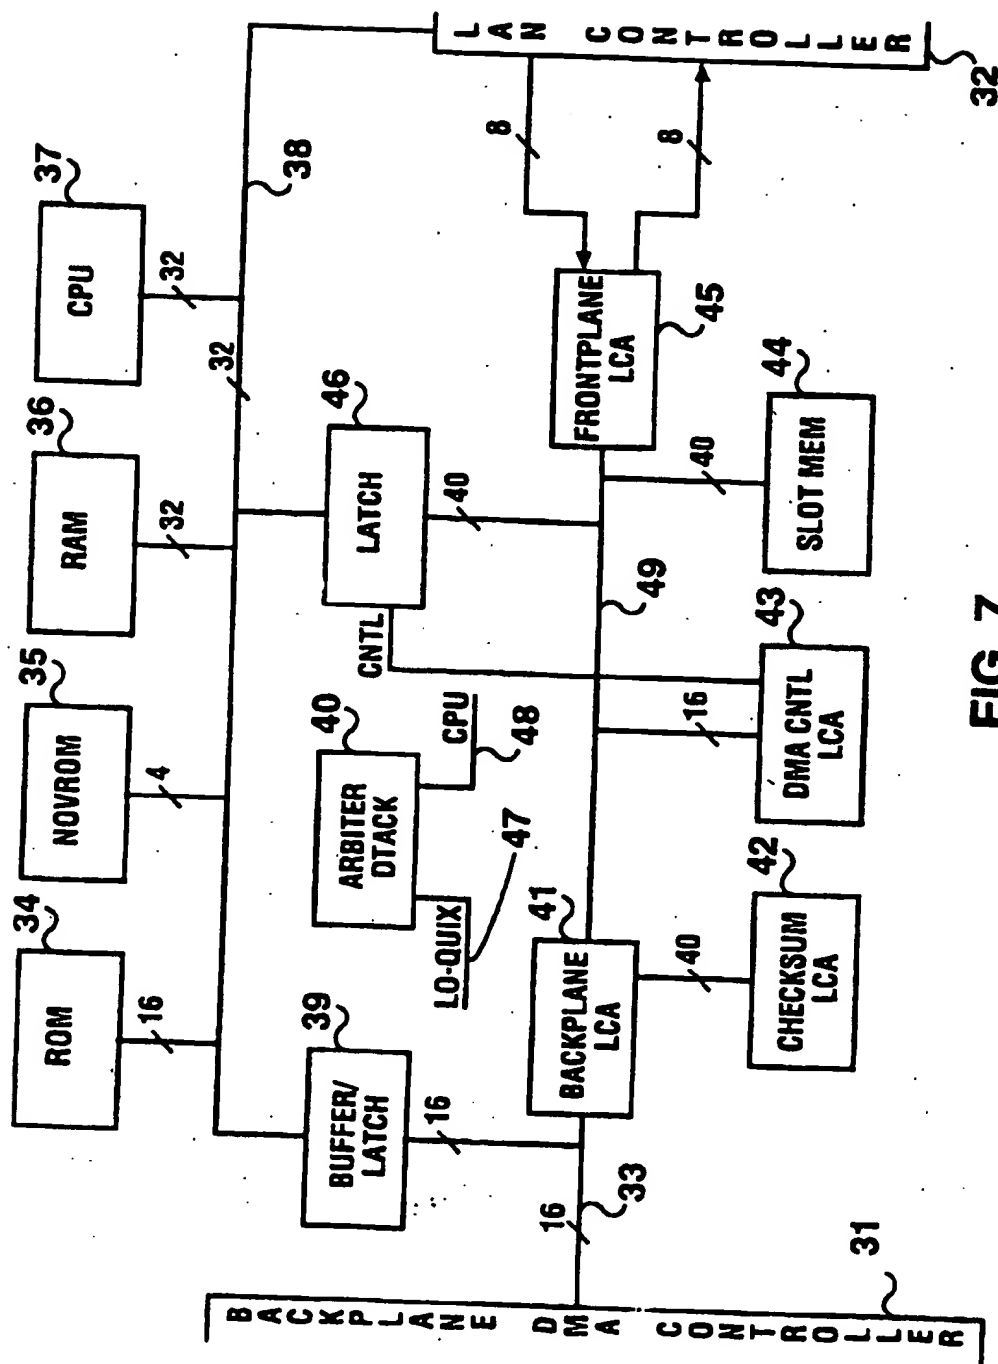 ROM
34
16
NOVROM
35
4
RAM
36
32
CPU
37
32
32
38
BUFFER/
LATCH
39
16
ARBITER
DTACK
40
LO-QUIX
47
CPU
48
LATCH
46
CNTL
40
BACKPLANE DMA CONTROLLER
31
16
33
BACKPLANE
LCA
41
49
FRONTPLANE
LCA
45
8
8
LAN CONTROLLER
32
CHECKSUM
LCA
42
40
DMA CNTL
LCA
43
16
SLOT MEM
44
40
FIG 7